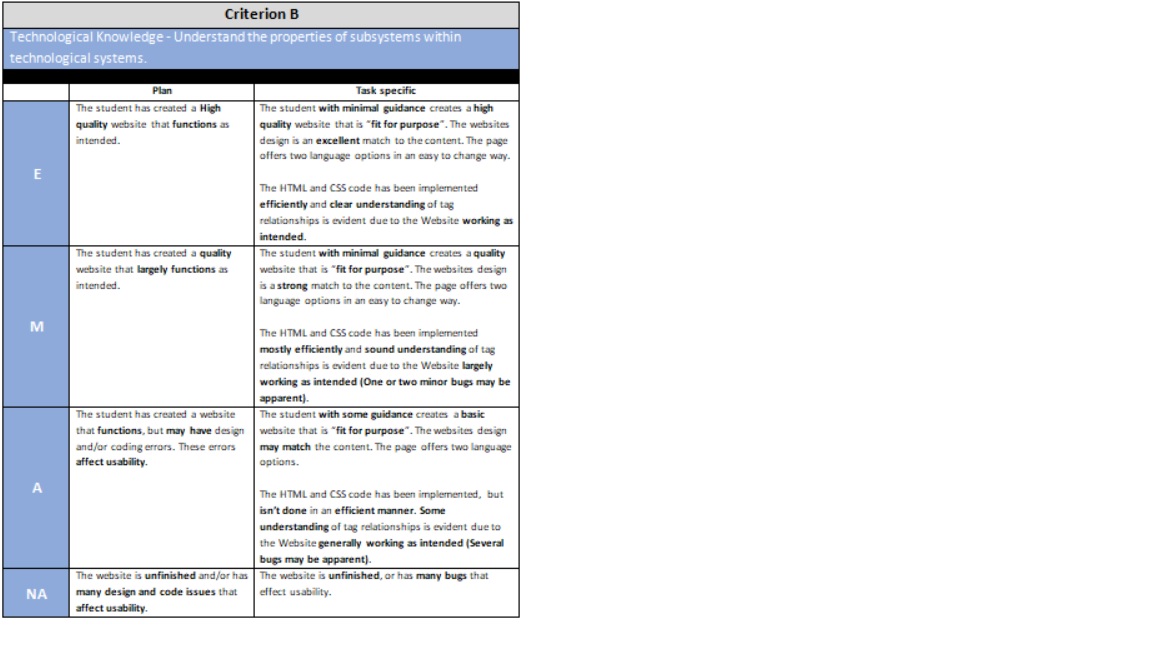 Criterion B
Technological Knowledge - Understand the properties of subsystems within
technological systems.
Plan
Task specific
E
The student has created a High
quality website that functions as
intended.
The student with minimal guidance creates a high
quality website that is "fit for purpose". The websites
design is an excellent match to the content. The page
offers two language options in an easy to change way.
The HTML and CSS code has been implemented
efficiently and clear understanding of tag
relationships is evident due to the Website working as
intended.
M
The student has created a quality
website that largely functions as
intended.
The student with minimal guidance creates a quality
website that is "fit for purpose". The websites design
is a strong match to the content. The page offers two
language options in an easy to change way.
The HTML and CSS code has been implemented
mostly efficiently and sound understanding of tag
relationships is evident due to the Website largely
working as intended (One or two minor bugs may be
apparent).
A
The student has created a website
that functions, but may have design
and/or coding errors. These errors
affect usability.
The student with some guidance creates a basic
website that is "fit for purpose". The websites design
may match the content. The page offers two language
options.
The HTML and CSS code has been implemented, but
isn't done in an efficient manner. Some
understanding of tag relationships is evident due to
the Website generally working as intended (Several
bugs may be apparent).
NA
The website is unfinished and/or has
many design and code issues that
affect usability.
The website is unfinished, or has many bugs that
effect usability.